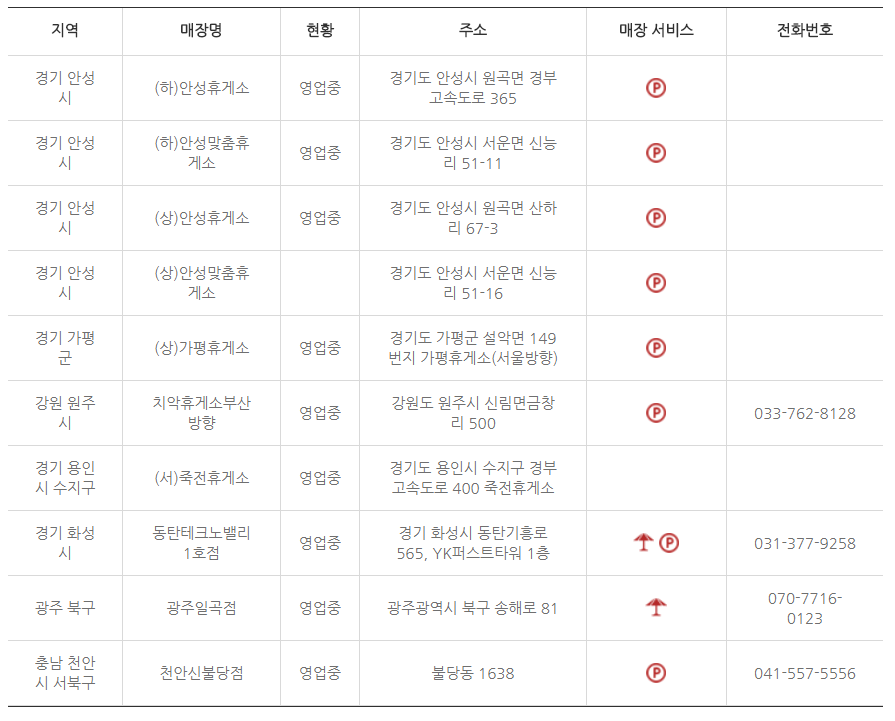 지역 매장명 현황 주소 매장 서비스 전화번호
경기 안성 (하)안성휴게소 영업중 경기도 안성시 원곡면 경부
시 고속도로 365
경기 안성 (하)안성맞춤휴 영업중 경기도 안성시 서운면 신능
시 게소 리 51-11
경기 안성 (상)안성휴게소 영업중 경기도 안성시 원곡면 산하
시 리 67-3
경기 안성 (상)안성맞춤휴 경기도 안성시 서운면 신능
시 게소 리 51-16
경기 가평 (상)가평휴게소 영업중 경기도 가평군 설악면 149
군 번지 가평휴게소(서울방향)
강원 원주 치악휴게소부산 영업중 강원도 원주시 신림면금창 033-762-8128
시 방향 리 500
경기 용인 (서)죽전휴게소 영업중 경기도 용인시 수지구 경부
시 수지구 고속도로 400 죽전휴게소
경기 화성 동탄테크노밸리 영업중 경기 화성시 동탄기흥로 031-377-9258
시 1호점 565, YK퍼스트타워 1층
광주 북구 광주일곡점 영업중 광주광역시 북구 송해로 81 070-7716-
0123
충남 천안 천안신불당점 영업중 불당동 1638 041-557-5556
시 서북구